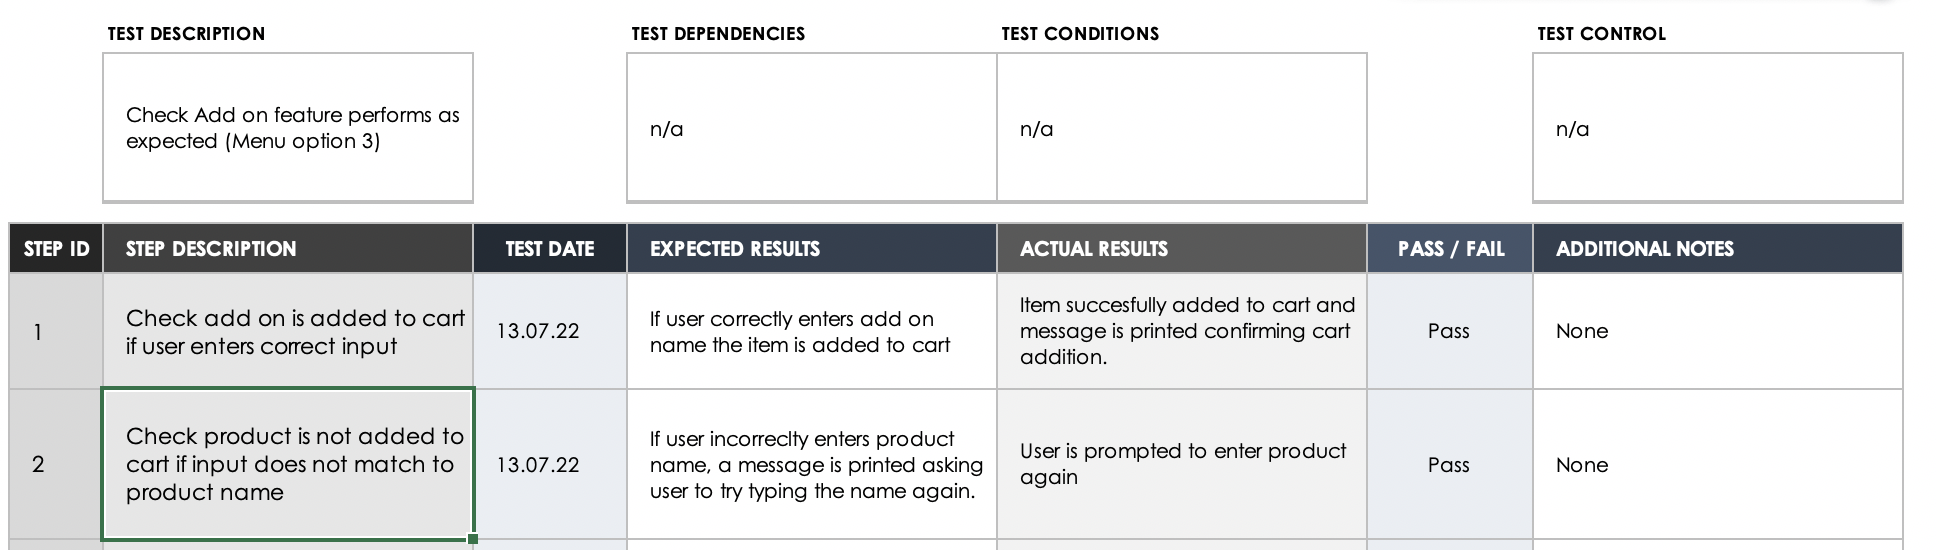 TEST DESCRIPTION
TEST DEPENDENCIES
TEST CONDITIONS
TEST CONTROL
Check Add on feature performs as
expected (Menu option 3)
n/a
n/a
n/a
STEP ID
STEP DESCRIPTION
TEST DATE
EXPECTED RESULTS
ACTUAL RESULTS
PASS / FAIL
ADDITIONAL NOTES
1
Check add on is added to cart
if user enters correct input
13.07.22
If user correctly enters add on
name the item is added to cart
Item succesfully added to cart and
message is printed confirming cart
addition.
Pass
None
2
Check product is not added to
cart if input does not match to
product name
13.07.22
If user incorreclty enters product
name, a message is printed asking
user to try typing the name again.
User is prompted to enter product
again
Pass
None